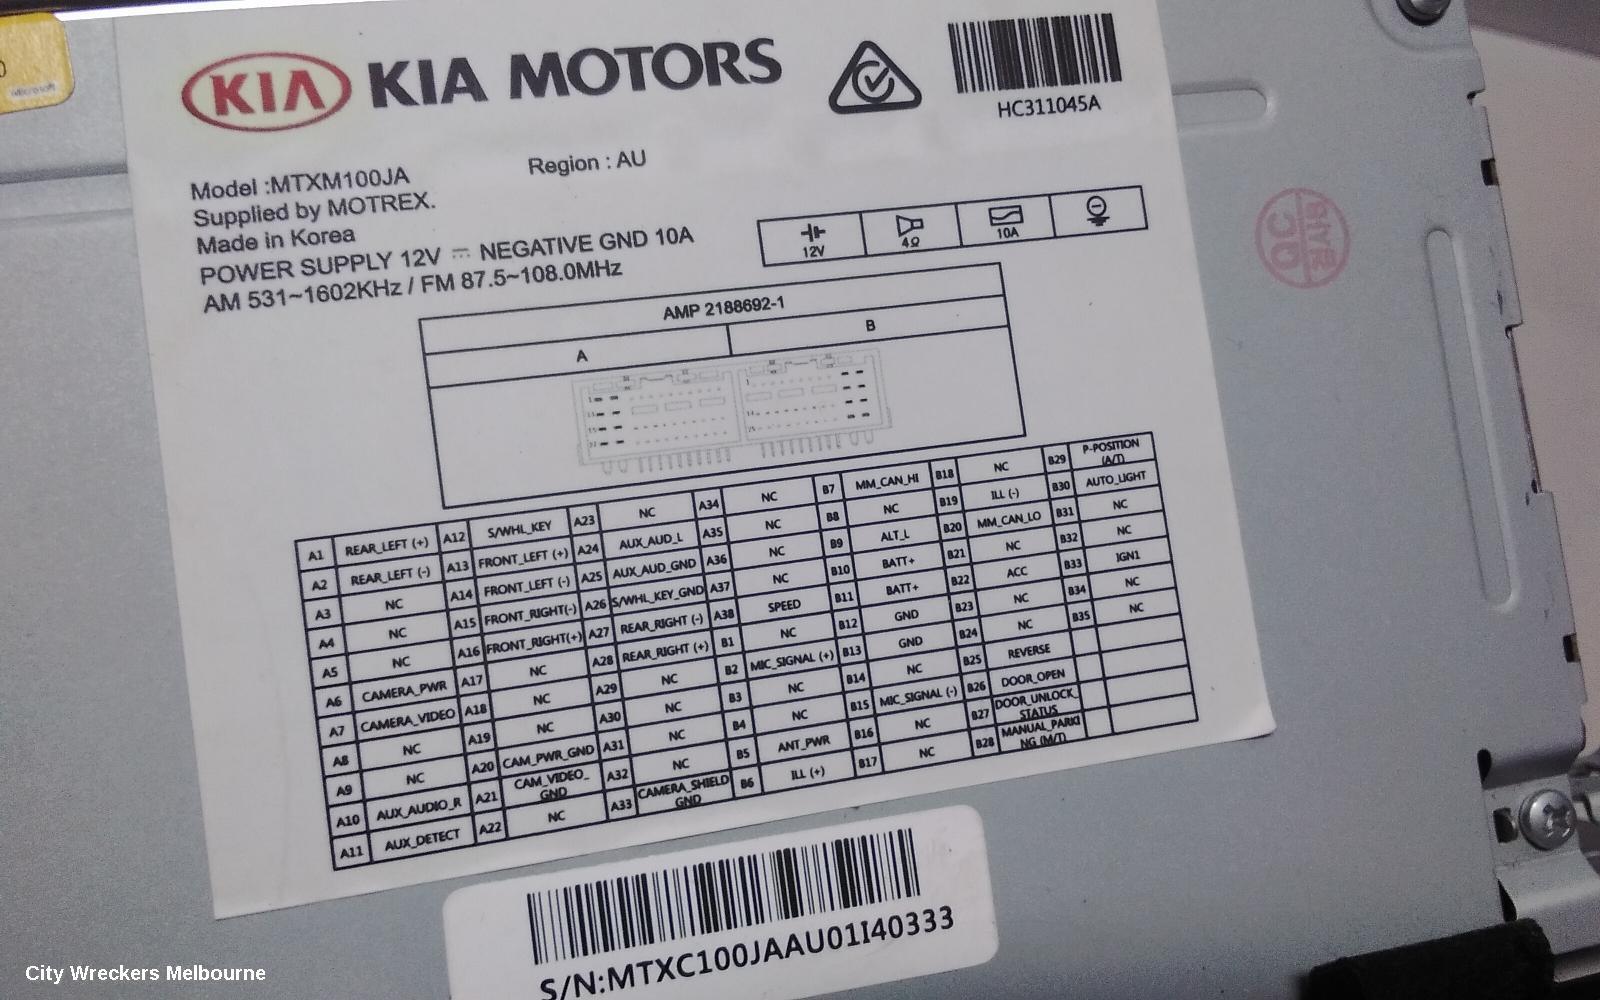 Microsoft
KIA KIA MOTORS
HC311045A
Model :MTXM100JA Region : AU
Supplied by MOTREX.
Made in Korea
POWER SUPPLY 12V NEGATIVE GND 10A
AM 531~1602KHz / FM 87.5~108.0MHz
12V 4Ω 10A
QC
AMP 2188692-1
A B
A1 REAR_LEFT (+) A12 S/WHL_KEY A23 NC A34 NC B7 MM_CAN_HI B18 NC B29 P-POSITION (A/T)
A2 REAR_LEFT (-) A13 FRONT_LEFT (+) A24 AUX_AUD_L A35 NC B8 NC B19 ILL (-) B30 AUTO_LIGHT
A3 NC A14 FRONT_LEFT (-) A25 AUX_AUD_GND A36 NC B9 ALT_L B20 MM_CAN_LO B31 NC
A4 NC A15 FRONT_RIGHT(-) A26 S/WHL_KEY_GND A37 NC B10 BATT+ B21 NC B32 NC
A5 NC A16 FRONT_RIGHT(+) A27 REAR_RIGHT (-) A38 SPEED B11 BATT+ B22 ACC B33 IGN1
A6 CAMERA_PWR A17 NC A28 REAR_RIGHT (+) B1 NC B12 GND B23 NC B34 NC
A7 CAMERA_VIDEO A18 NC A29 NC B2 MIC_SIGNAL (+) B13 GND B24 NC B35 NC
A8 NC A19 NC A30 NC B3 NC B14 NC B25 REVERSE
A9 NC A20 CAM_PWR_GND A31 NC B4 NC B15 MIC_SIGNAL (-) B26 DOOR_OPEN
A10 AUX_AUDIO_R A21 CAM_VIDEO_GND A32 NC B5 ANT_PWR B16 NC B27 DOOR_UNLOCK_STATUS
A11 AUX_DETECT A22 NC A33 CAMERA_SHIELD GND B6 ILL (+) B17 NC B28 MANUAL_PARKING (M/T)
S/N:MTXC100JAAU01I40333
City Wreckers Melbourne